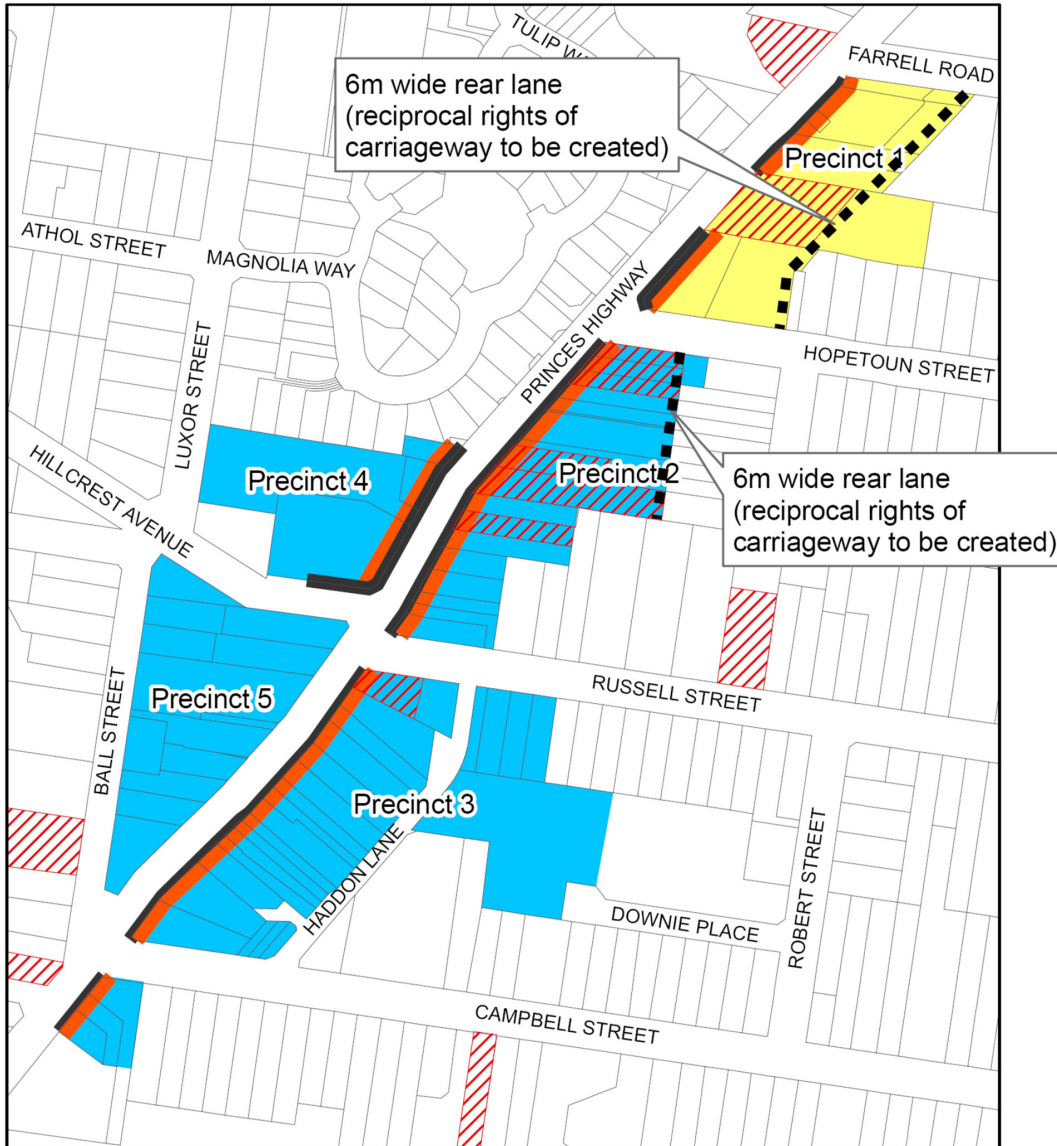 TULIP WA
FARRELL ROAD
6m wide rear lane
(reciprocal rights of
carriageway to be created)
Precinct 1
ATHOL STREET
MAGNOLIA WAY
PRINCES HIGHWAY
LUXOR STREET
HOPETOUN STREET
HILLCREST AVENUE
Precinct 4
Precinct 2
6m wide rear lane
(reciprocal rights of
carriageway to be created)
Precinct 5
RUSSELL STREET
BALL STREET
Precinct 3
HADDON LANE
ROBERT STREET
DOWNIE PLACE
CAMPBELL STREET